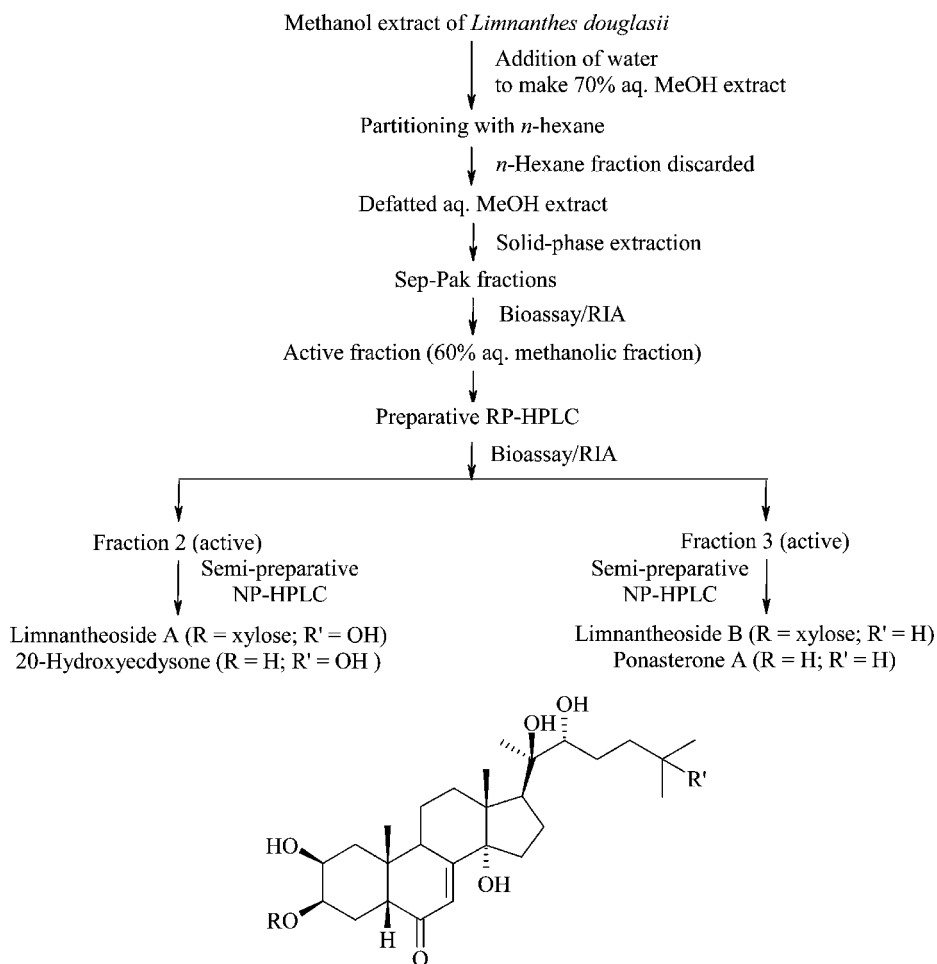 Methanol extract of Limnanthes douglasii
Addition of water
to make 70% aq. MeOH extract
Partitioning with n-hexane
n-Hexane fraction discarded
Defatted aq. MeOH extract
Solid-phase extraction
Sep-Pak fractions
Bioassay/RIA
Active fraction (60% aq. methanolic fraction)
Preparative RP-HPLC
Bioassay/RIA
Fraction 2 (active)
Semi-preparative
NP-HPLC
Limnantheoside A (R = xylose; R' = OH)
20-Hydroxyecdysone (R = H; R' = OH )
Fraction 3 (active)
Semi-preparative
NP-HPLC
Limnantheoside B (R = xylose; R' = H)
Ponasterone A (R = H; R' = H)
OH
OH
R'
HO
OH
RO
H
O